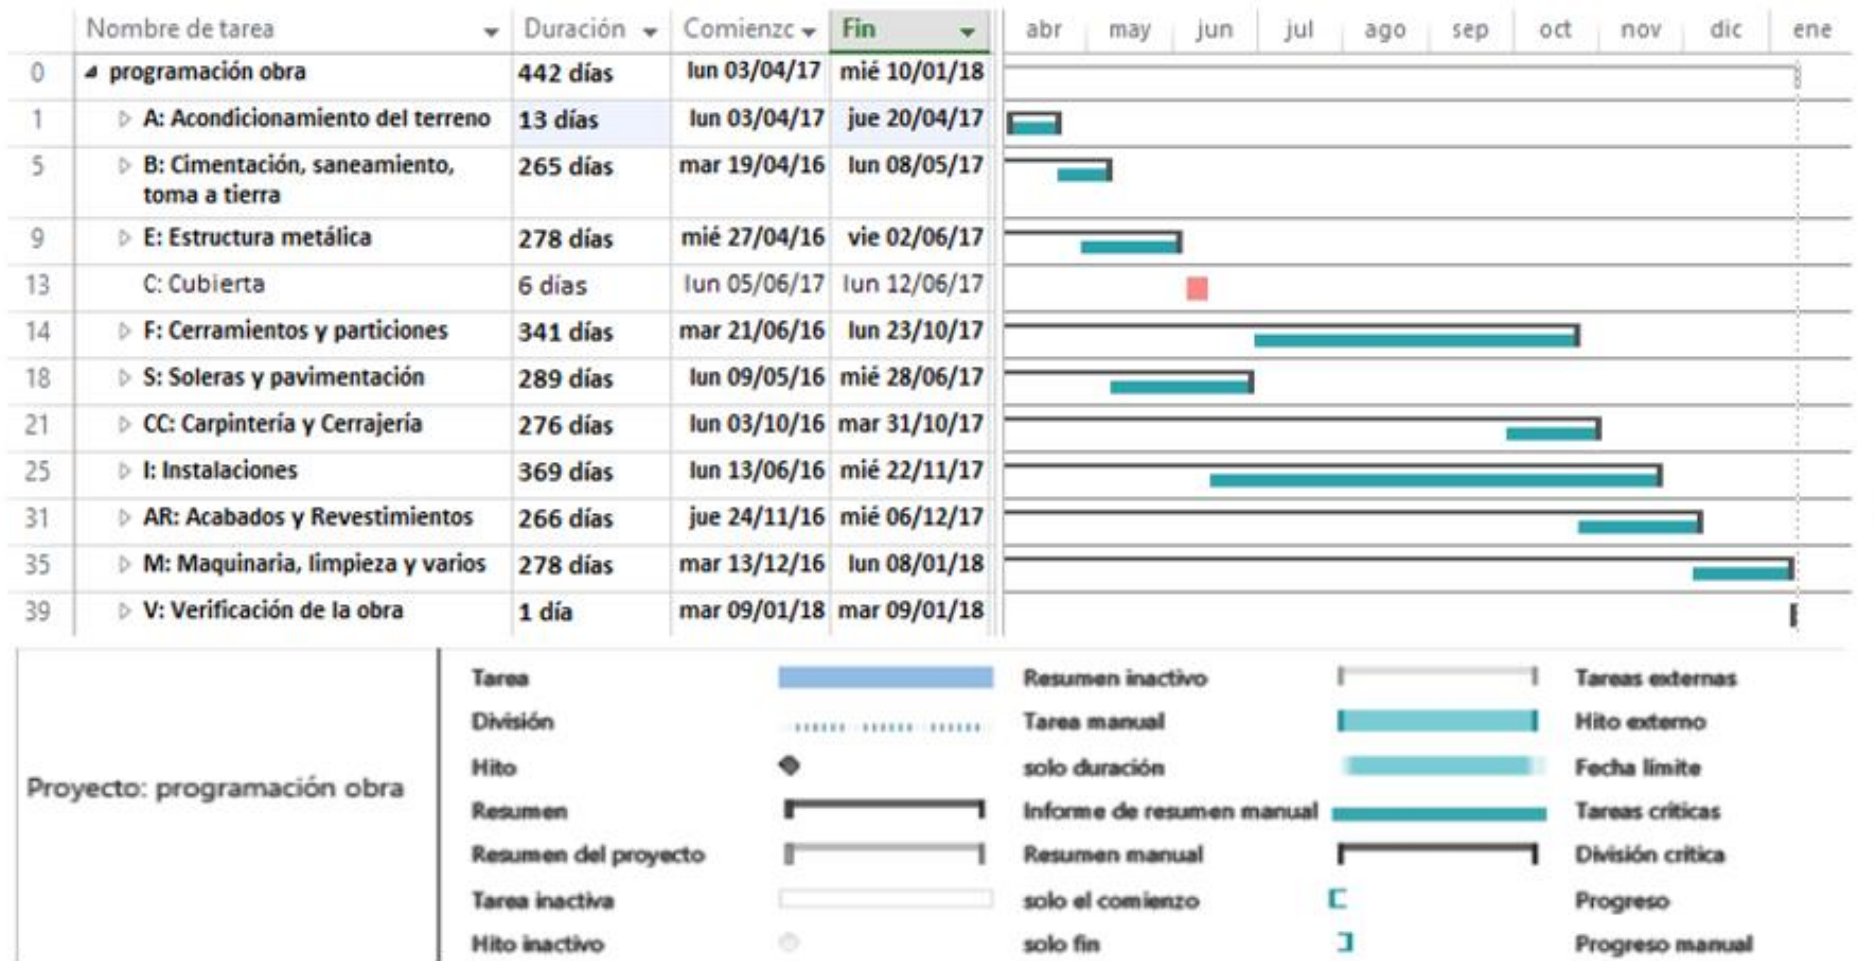 Nombre de tarea Duración Comienzc Fin abr may jun jul ago sep oct nov dic ene
0 programación obra 442 días lun 03/04/17 mié 10/01/18
1 A: Acondicionamiento del terreno 13 días lun 03/04/17 jue 20/04/17
5 B: Cimentación, saneamiento, 265 días mar 19/04/16 lun 08/05/17
toma a tierra
9 E: Estructura metálica 278 días mié 27/04/16 vie 02/06/17
13 C: Cubierta 6 días lun 05/06/17 lun 12/06/17
14 F: Cerramientos y particiones 341 días mar 21/06/16 lun 23/10/17
18 S: Soleras y pavimentación 289 días lun 09/05/16 mié 28/06/17
21 CC: Carpintería y Cerrajería 276 días lun 03/10/16 mar 31/10/17
25 I: Instalaciones 369 días lun 13/06/16 mié 22/11/17
31 AR: Acabados y Revestimientos 266 días jue 24/11/16 mié 06/12/17
35 M: Maquinaria, limpieza y varios 278 días mar 13/12/16 lun 08/01/18
39 V: Verificación de la obra 1 día mar 09/01/18 mar 09/01/18
Proyecto: programación obra
Tarea Resumen inactivo Tareas externas
División Tarea manual Hito externo
Hito solo duración Fecha límite
Resumen Informe de resumen manual Tareas críticas
Resumen del proyecto Resumen manual División crítica
Tarea inactiva solo el comienzo Progreso
Hito inactivo solo fin Progreso manual